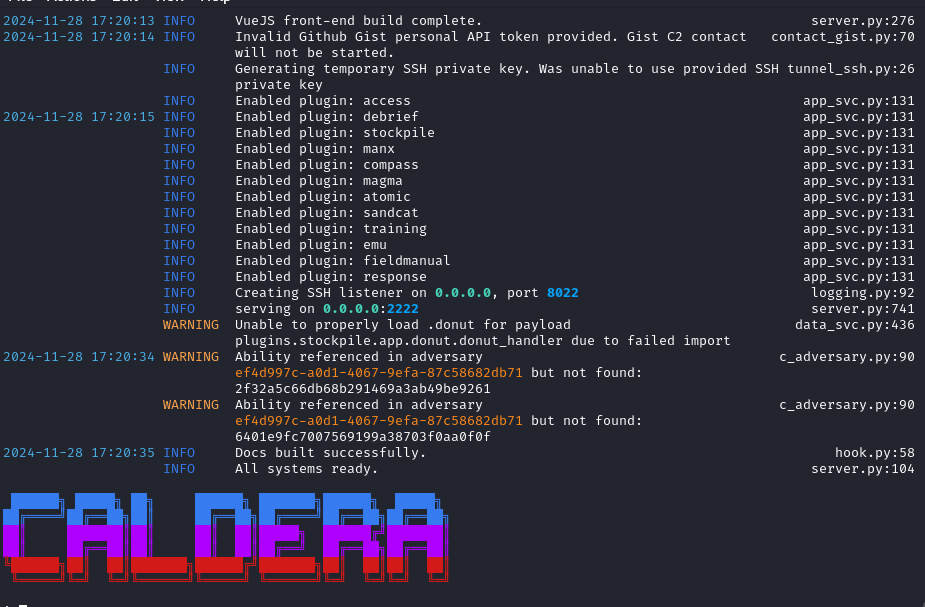 2024-11-28 17:20:13 INFO VueJS front-end build complete. server.py:276
2024-11-28 17:20:14 INFO Invalid Github Gist personal API token provided. Gist C2 contact contact_gist.py:70
will not be started.
INFO Generating temporary SSH private key. Was unable to use provided SSH tunnel_ssh.py:26
private key
INFO Enabled plugin: access app_svc.py:131
2024-11-28 17:20:15 INFO Enabled plugin: debrief app_svc.py:131
INFO Enabled plugin: stockpile app_svc.py:131
INFO Enabled plugin: manx app_svc.py:131
INFO Enabled plugin: compass app_svc.py:131
INFO Enabled plugin: magma app_svc.py:131
INFO Enabled plugin: atomic app_svc.py:131
INFO Enabled plugin: sandcat app_svc.py:131
INFO Enabled plugin: training app_svc.py:131
INFO Enabled plugin: emu app_svc.py:131
INFO Enabled plugin: fieldmanual app_svc.py:131
INFO Enabled plugin: response app_svc.py:131
INFO Creating SSH listener on 0.0.0.0, port 8022 logging.py:92
INFO serving on 0.0.0.0:2222 server.py:741
WARNING Unable to properly load .donut for payload data_svc.py:436
plugins.stockpile.app.donut.donut_handler due to failed import
2024-11-28 17:20:34 WARNING Ability referenced in adversary c_adversary.py:90
ef4d997c-a0d1-4067-9efa-87c58682db71 but not found:
2f32a5c66db68b291469a3ab49be9261
WARNING Ability referenced in adversary c_adversary.py:90
ef4d997c-a0d1-4067-9efa-87c58682db71 but not found:
6401e9fc7007569199a38703f0aa0f0f
2024-11-28 17:20:35 INFO Docs built successfully. hook.py:58
INFO All systems ready. server.py:104
CALDERA